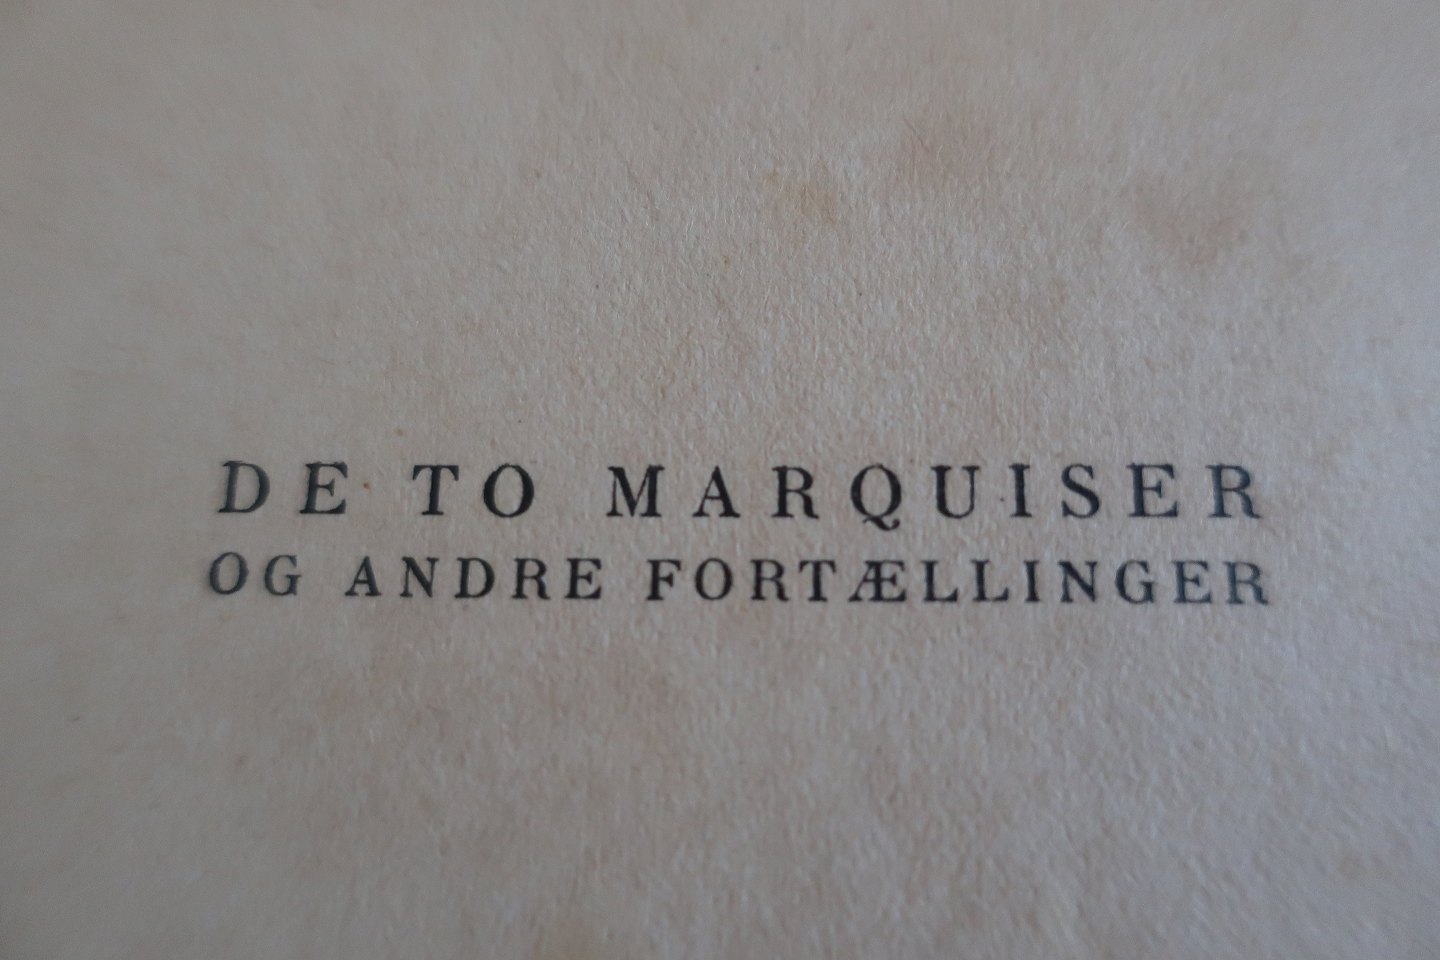 DE TO MARQUISER
OG ANDRE FORTÆLLINGER